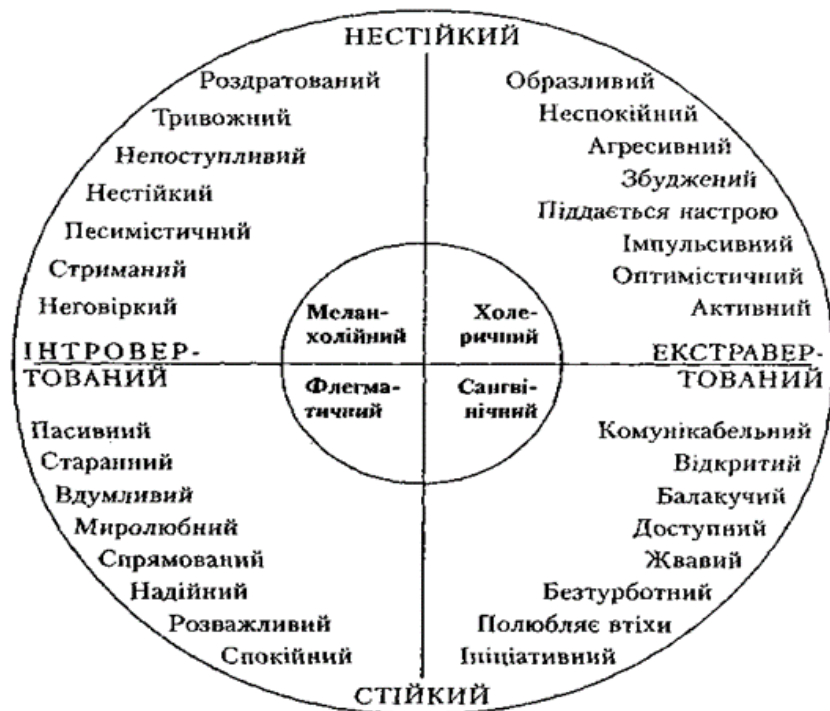 НЕСТІЙКИЙ
Роздратований
Тривожний
Непоступливий
Нестійкий
Песимістичний
Стриманий
Неговіркий
Образливий
Неспокійний
Агресивний
Збуджений
Піддається настрою
Імпульсивний
Оптимістичний
Активний
Мелан-
холійний
Холе-
ричний
ІНТРОВЕР-
ТОВАНИЙ
ЕКСТРАВЕР-
ТОВАНИЙ
Флегма-
тичний
Сангві-
нічний
Пасивний
Старанний
Вдумливий
Миролюбний
Спрямований
Надійний
Розважливий
Спокійний
Комунікабельний
Відкритий
Балакучий
Доступний
Жвавий
Безтурботний
Полюбляє втіхи
Ініціативний
СТІЙКИЙ